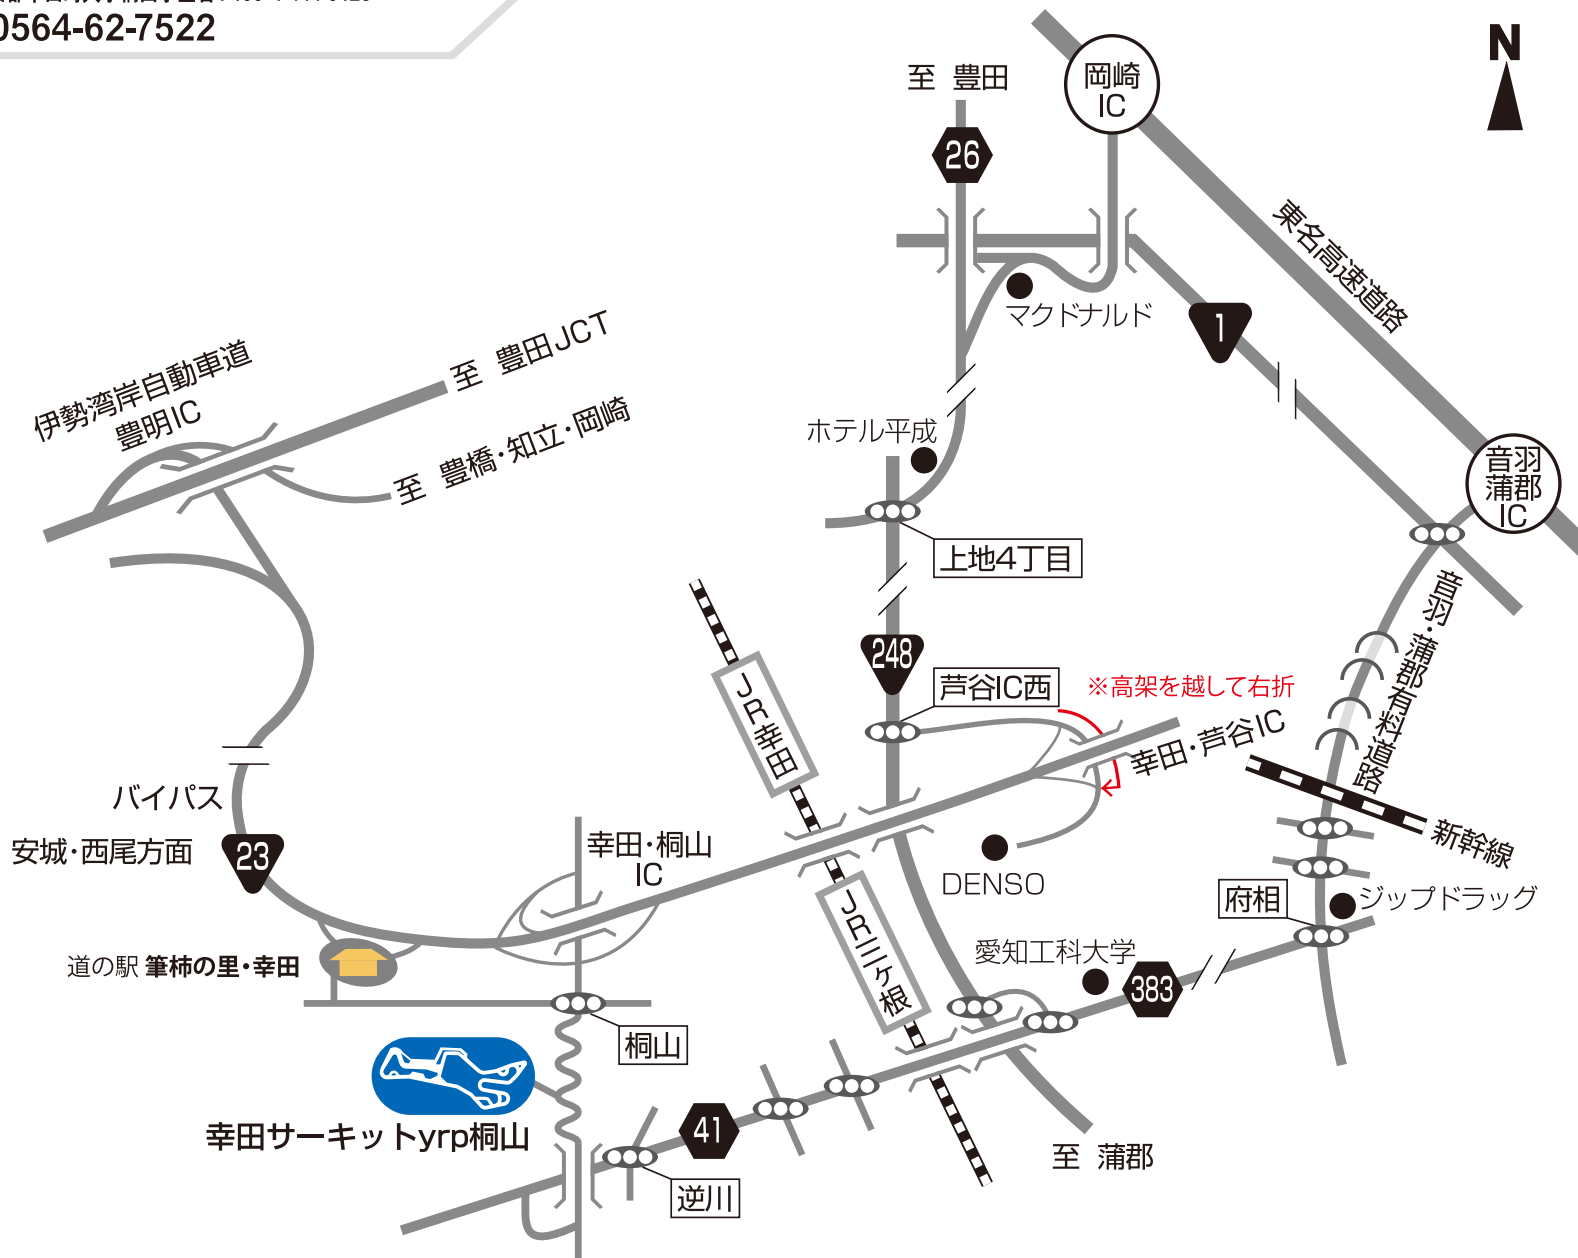 0564-62-7522
N
至 豊田
岡崎
IC
26
東名高速道路
マクドナルド
1
伊勢湾岸自動車道
豊明IC
至 豊田JCT
至 豊橋・知立・岡崎
ホテル平成
音羽
蒲郡
IC
上地4丁目
音羽・蒲郡有料道路
248
芦谷IC西
※高架を越して右折
幸田・芦谷IC
JR幸田
バイパス
安城・西尾方面
23
幸田・桐山
IC
新幹線
DENSO
府相
ジップドラッグ
JR三ヶ根
愛知工科大学
383
道の駅 筆柿の里・幸田
桐山
幸田サーキットyrp桐山
41
至 蒲郡
逆川